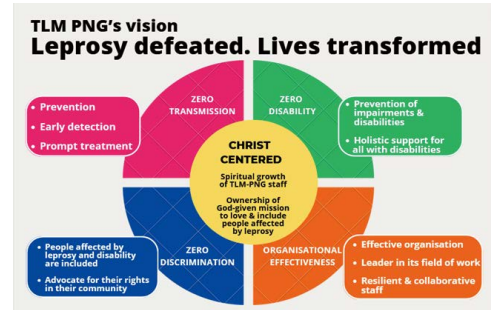 TLM PNG's vision
Leprosy defeated. Lives transformed
• Prevention
• Early detection
• Prompt treatment
ZERO
TRANSMISSION
ZERO
DISABILITY
• Prevention of
impairments &
disabilities
• Holistic support for
all with disabilities
CHRIST
CENTERED
Spiritual growth
of TLM-PNG staff
Ownership of
God-given mission
to love & include
people affected
by leprosy
• People affected by
leprosy and disability
are included
• Advocate for their rights
in their community
ZERO
DISCRIMINATION
ORGANISATIONAL
EFFECTIVENESS
• Effective organisation
• Leader in its field of work
• Resilient & collaborative
staff